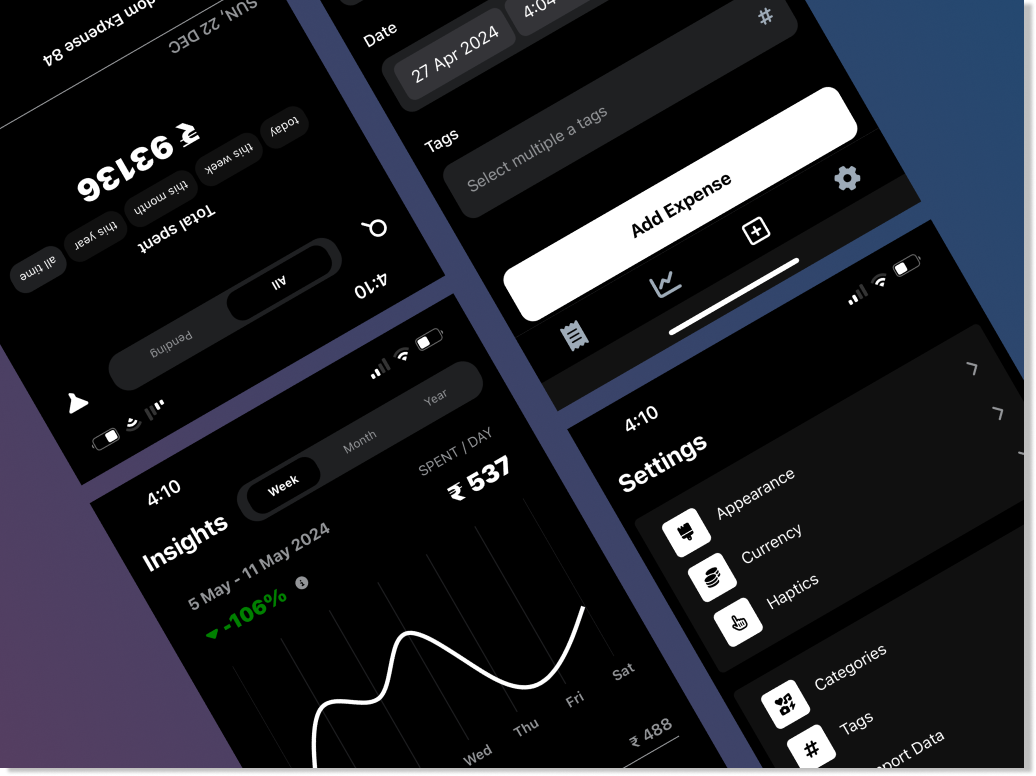 4:10
All
Pending
Total spent
₹ 93136
today
this week
this month
this year
all time
SUN, 22 DEC
dom Expense 84
Date
27 Apr 2024
4:04
Tags
#
Select multiple a tags
Add Expense
4:10
Insights
Week
Month
Year
5 May - 11 May 2024
-106%
SPENT / DAY
₹ 537
Wed
Thu
Fri
Sat
₹ 488
4:10
Settings
Appearance
Currency
Haptics
Categories
#
Tags
port Data